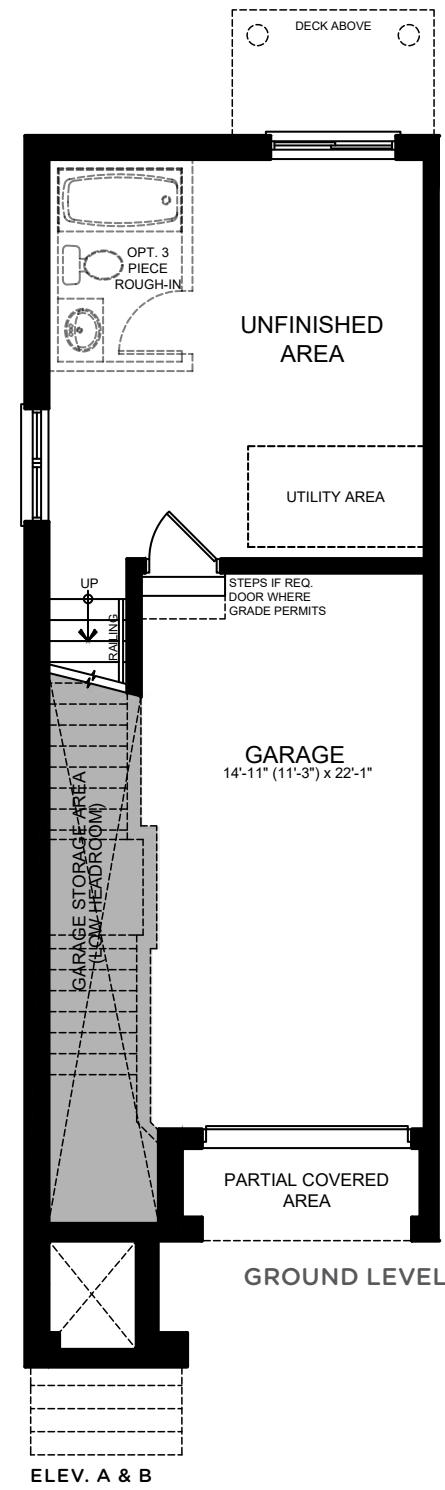 DECK ABOVE
OPT. 3
PIECE
ROUGH-IN
UNFINISHED
AREA
UTILITY AREA
UP
RAILING
STEPS IF REQ.
DOOR WHERE
GRADE PERMITS
GARAGE
14'-11" (11'-3") x 22'-1"
GARAGE STORAGE AREA
(LOW HEADROOM)
PARTIAL COVERED
AREA
GROUND LEVEL
ELEV. A & B